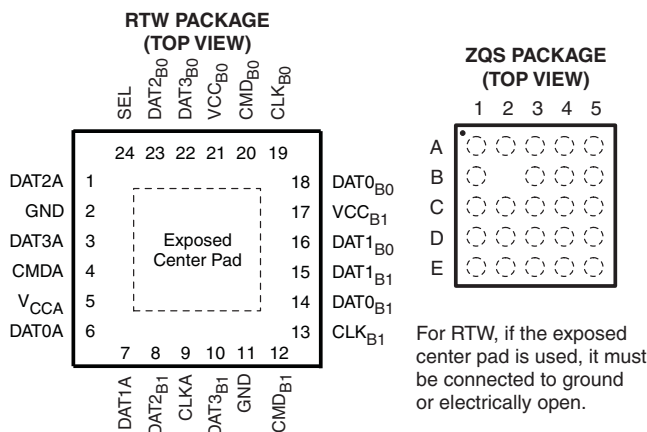 RTW PACKAGE
(TOP VIEW)
SEL
DAT2B0
DAT3B0
VCCB0
CMDB0
CLKB0
24 23 22 21 20 19
DAT2A 1
GND 2
DAT3A 3
CMDA 4
VCCA 5
DAT0A 6
Exposed
Center Pad
18 DAT0B0
17 VCCB1
16 DAT1B0
15 DAT1B1
14 DAT0B1
13 CLKB1
7 8 9 10 11 12
DAT1A
DAT2B1
CLKA
DAT3B1
GND
CMDB1
ZQS PACKAGE
(TOP VIEW)
1 2 3 4 5
A
B
C
D
E
For RTW, if the exposed
center pad is used, it must
be connected to ground
or electrically open.